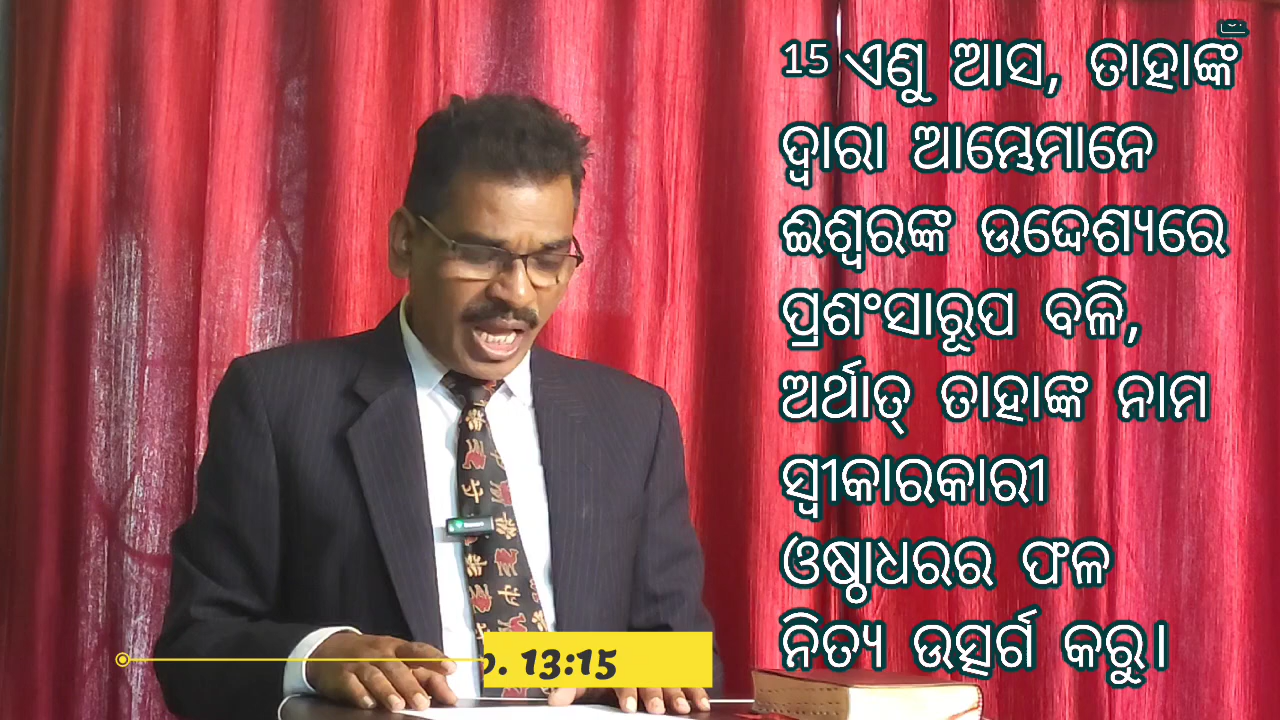 15 ଏଣୁ ଆସ, ତାହାଙ୍କ
ଦ୍ୱାରା ଆମ୍ଭେମାନେ
ଈଶ୍ୱରଙ୍କ ଉଦ୍ଦେଶ୍ୟରେ
ପ୍ରଶଂସାରୂପ ବଳି,
ଅର୍ଥାତ୍ ତାହାଙ୍କ ନାମ
ସ୍ୱୀକାରକାରୀ
ଓଷ୍ଠାଧରର ଫଳ
ନିତ୍ୟ ଉତ୍ସର୍ଗ କରୁ।
13:15